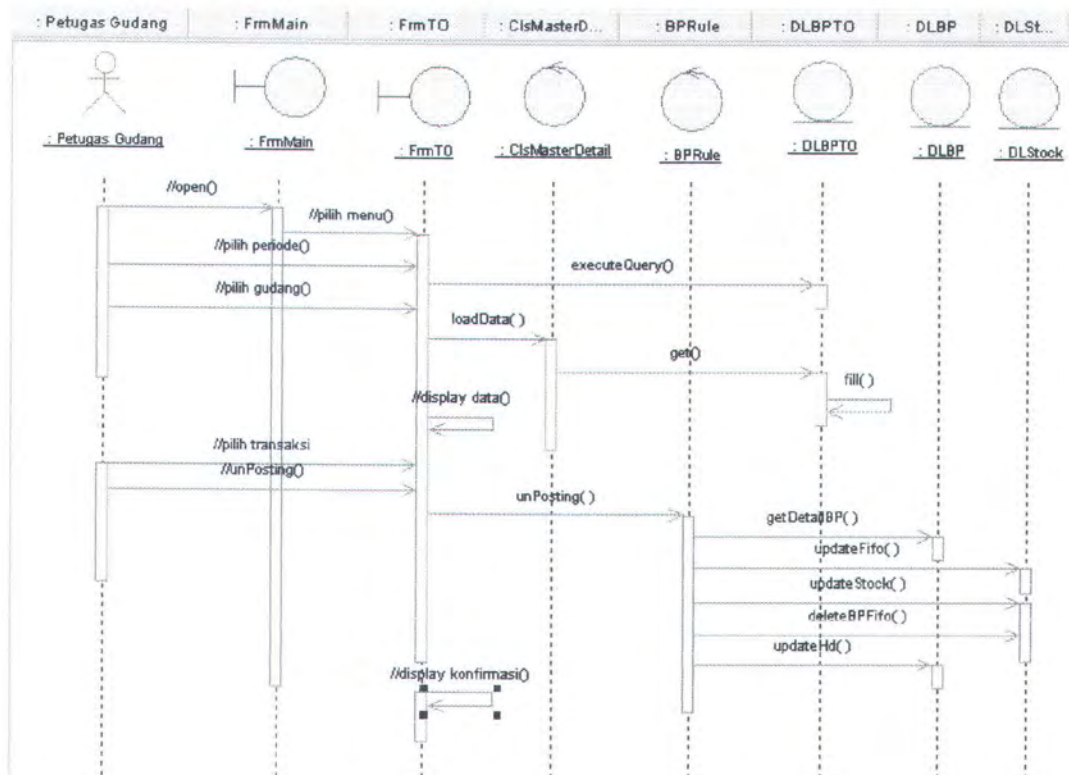 : Petugas Gudang
: FrmMain
: FrmTO
: ClsMasterD...
: BPRule
: DLBPTO
: DLBP
: DLSt...
: Petugas Gudang
: FrmMain
: FrmTO
: ClsMasterDetail
: BPRule
: DLBPTO
: DLBP
: DLStock
//open()
//pilih menu()
//pilih periode()
executeQuery()
//pilih gudang()
loadData( )
get()
fill( )
//display data()
//pilih transaksi
//unPosting()
unPosting( )
getDetailBP( )
updateFifo( )
updateStock( )
deleteBPFifo( )
updateHd( )
//display konfirmasi()